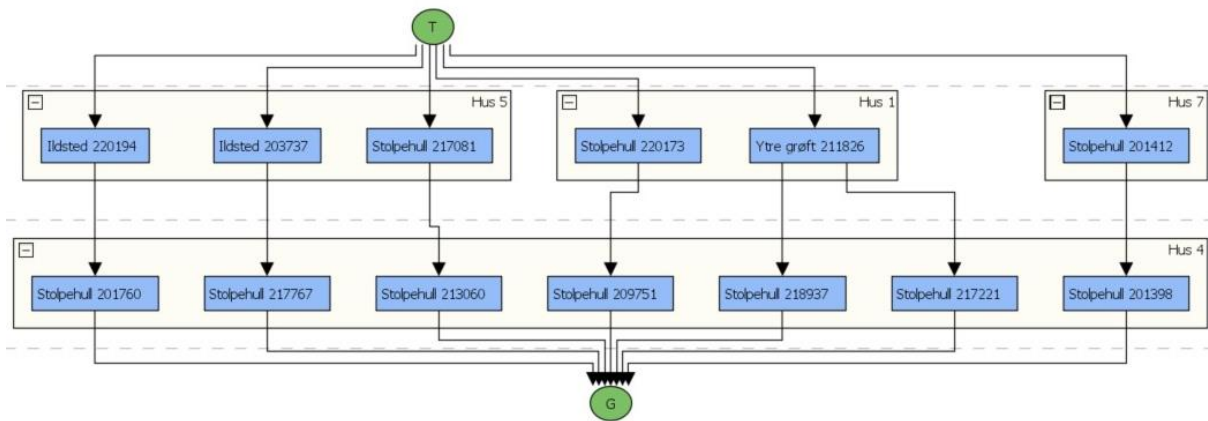 T
Hus 5
Hus 1
Hus 7
Ildsted 220194
Ildsted 203737
Stolpehull 217081
Stolpehull 220173
Ytre grøft 211826
Stolpehull 201412
Hus 4
Stolpehull 201760
Stolpehull 217767
Stolpehull 213060
Stolpehull 209751
Stolpehull 218937
Stolpehull 217221
Stolpehull 201398
G